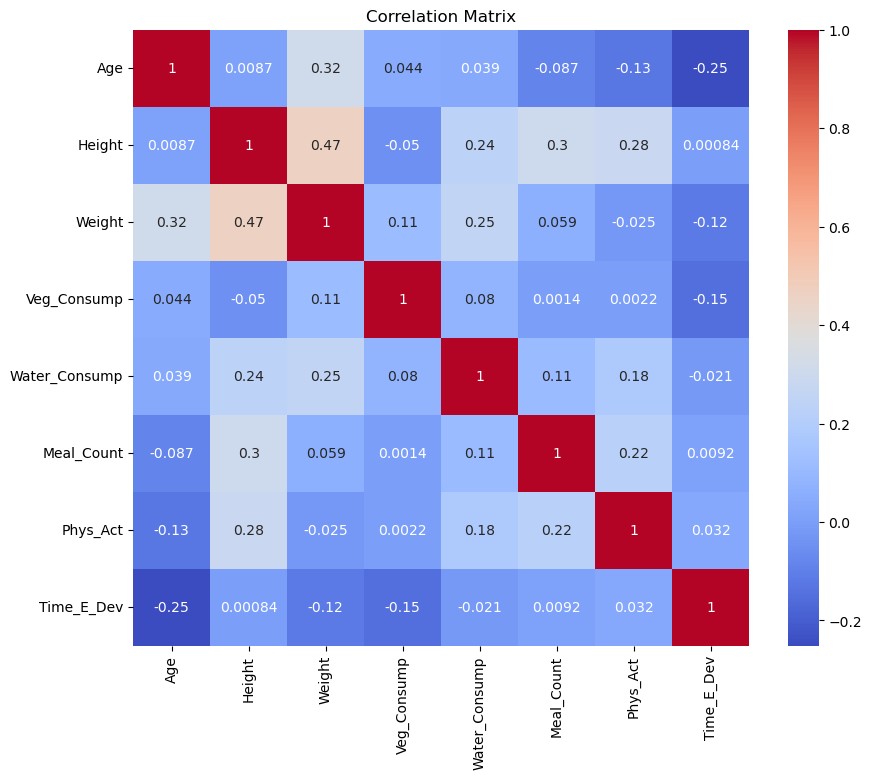 Correlation Matrix
Age 1 0.0087 0.32 0.044 0.039 -0.087 -0.13 -0.25
Height 0.0087 1 0.47 -0.05 0.24 0.3 0.28 0.00084
Weight 0.32 0.47 1 0.11 0.25 0.059 -0.025 -0.12
Veg_Consump 0.044 -0.05 0.11 1 0.08 0.0014 0.0022 -0.15
Water_Consump 0.039 0.24 0.25 0.08 1 0.11 0.18 -0.021
Meal_Count -0.087 0.3 0.059 0.0014 0.11 1 0.22 0.0092
Phys_Act -0.13 0.28 -0.025 0.0022 0.18 0.22 1 0.032
Time_E_Dev -0.25 0.00084 -0.12 -0.15 -0.021 0.0092 0.032 1
Age
Height
Weight
Veg_Consump
Water_Consump
Meal_Count
Phys_Act
Time_E_Dev
1.0
0.8
0.6
0.4
0.2
0.0
−0.2